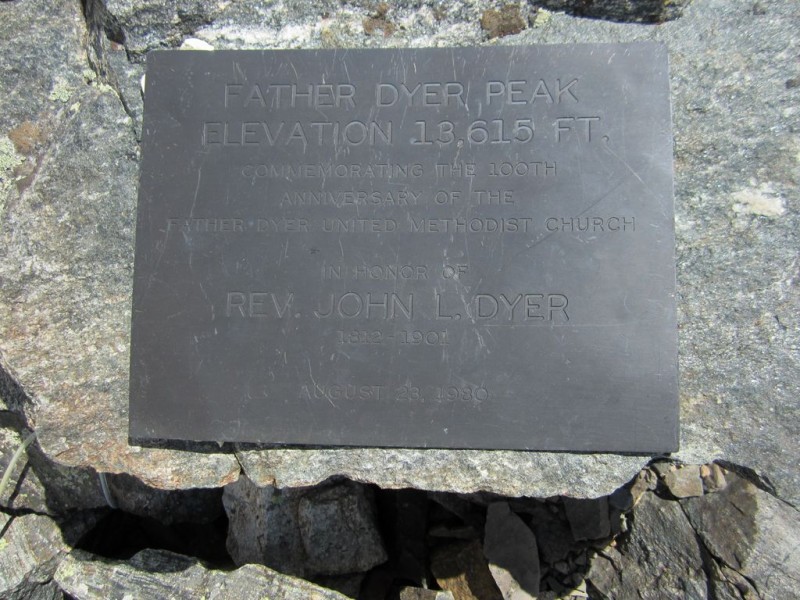 FATHER DYER PEAK
ELEVATION 13,615 FT.
COMMEMORATING THE 100TH
ANNIVERSARY OF THE
FATHER DYER UNITED METHODIST CHURCH
IN HONOR OF
REV. JOHN L. DYER
1812-1901
AUGUST 23, 1980